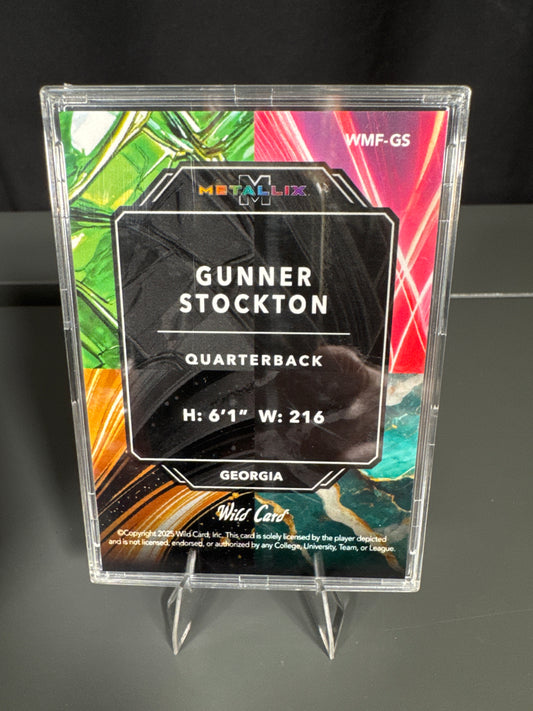 WMF-GS
M
METALLIX
GUNNER
STOCKTON
QUARTERBACK
H: 6'1" W: 216
GEORGIA
Wild Card
©Copyright 2025 Wild Card, Inc. This card is solely licensed by the player depicted
and is not licensed, endorsed, or authorized by any College, University, Team, or League.